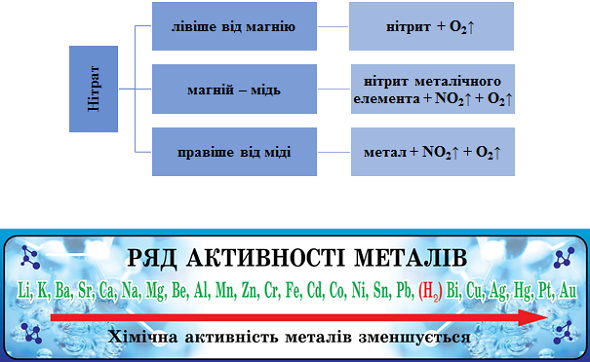 Нітрат
лівіше від магнію
нітрит + O₂↑
магній – мідь
нітрит металічного
елемента + NO₂↑ + O₂↑
правіше від міді
метал + NO₂↑ + O₂↑
РЯД АКТИВНОСТІ МЕТАЛІВ
Li, K, Ba, Sr, Ca, Na, Mg, Be, Al, Mn, Zn, Cr, Fe, Cd, Co, Ni, Sn, Pb, (H₂) Bi, Cu, Ag, Hg, Pt, Au
Хімічна активність металів зменшується